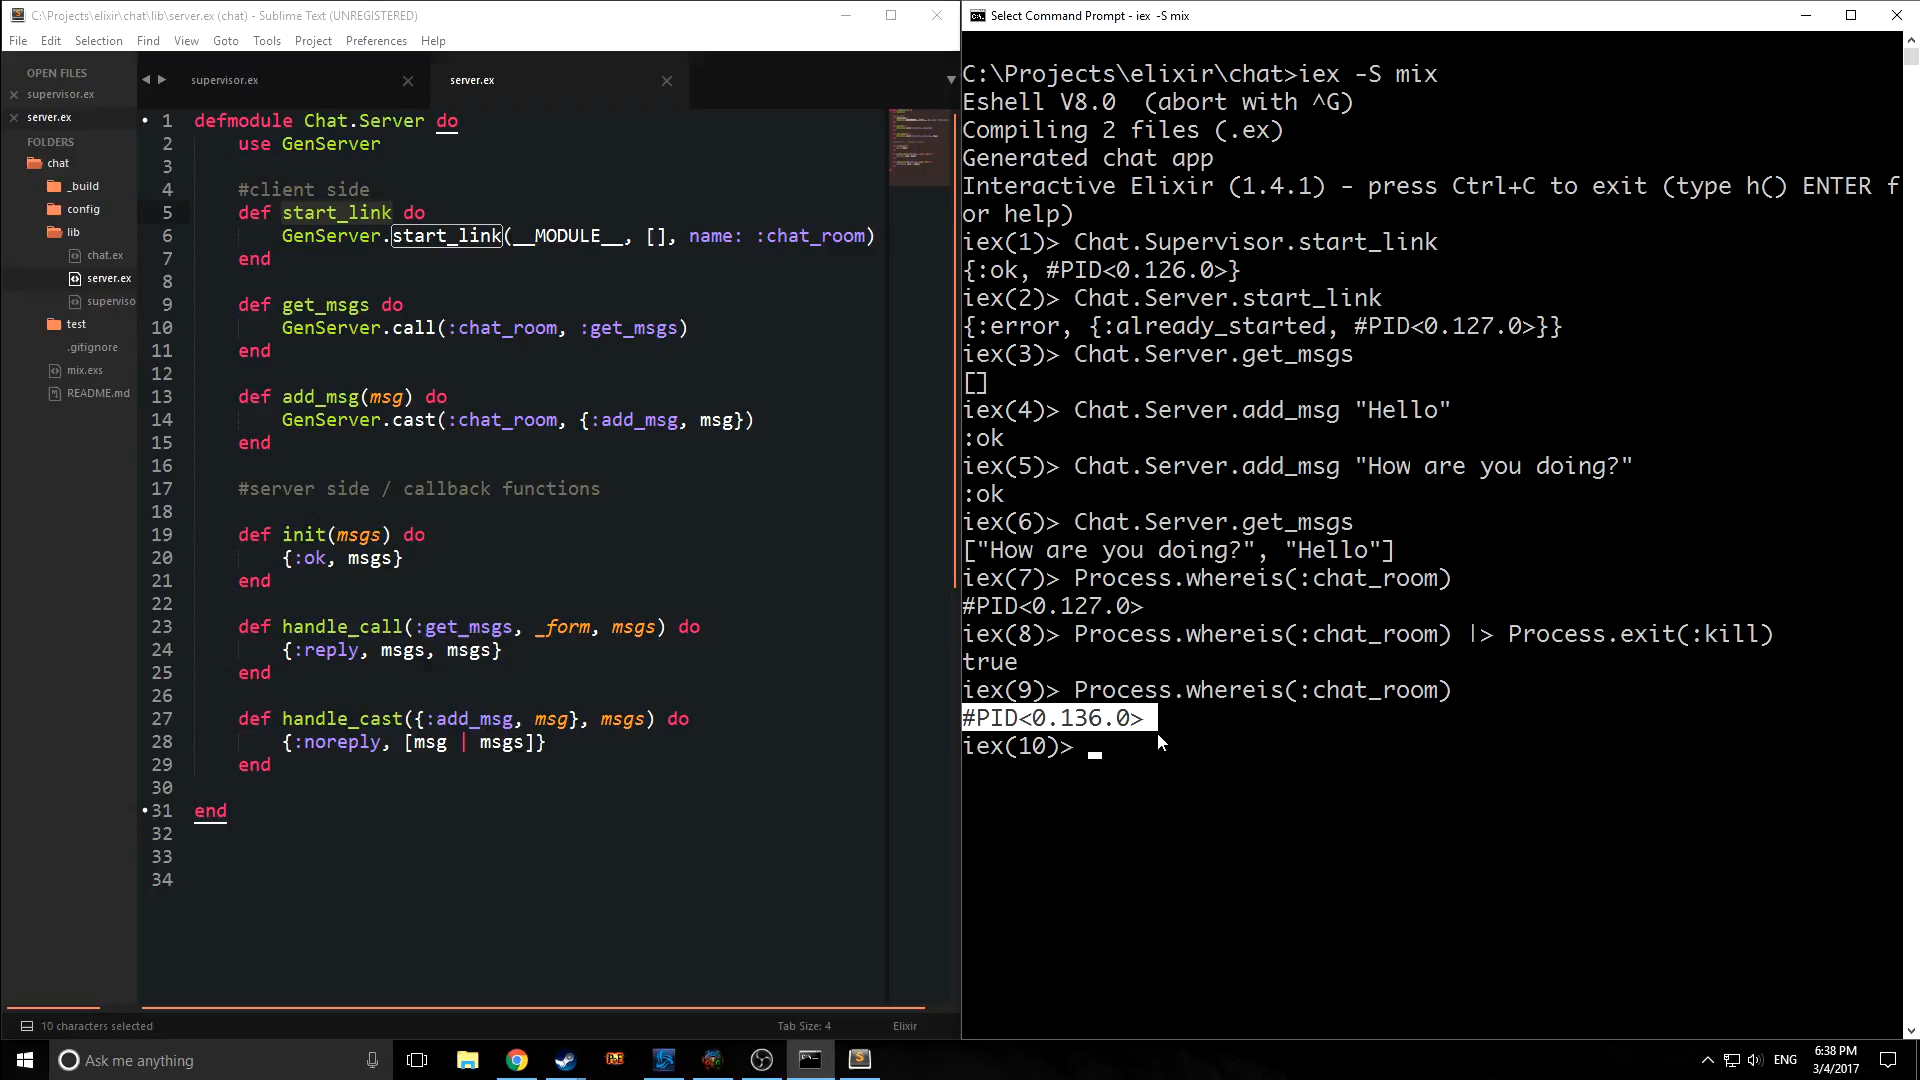 C:\Projects\elixir\chat\lib\server.ex (chat) - Sublime Text (UNREGISTERED)
File Edit Selection Find View Goto Tools Project Preferences Help
OPEN FILES
supervisor.ex
server.ex
FOLDERS
chat
_build
config
lib
chat.ex
server.ex
superviso
test
.gitignore
mix.exs
README.md
supervisor.ex
server.ex
1 defmodule Chat.Server do
2 use GenServer
3
4 #client side
5 def start_link do
6 GenServer.start_link(__MODULE__, [], name: :chat_room)
7 end
8
9 def get_msgs do
10 GenServer.call(:chat_room, :get_msgs)
11 end
12
13 def add_msg(msg) do
14 GenServer.cast(:chat_room, {:add_msg, msg})
15 end
16
17 #server side / callback functions
18
19 def init(msgs) do
20 {:ok, msgs}
21 end
22
23 def handle_call(:get_msgs, _form, msgs) do
24 {:reply, msgs, msgs}
25 end
26
27 def handle_cast({:add_msg, msg}, msgs) do
28 {:noreply, [msg | msgs]}
29 end
30
31 end
32
33
34
10 characters selected
Tab Size: 4
Elixir
Select Command Prompt - iex -S mix
C:\Projects\elixir\chat>iex -S mix
Eshell V8.0 (abort with ^G)
Compiling 2 files (.ex)
Generated chat app
Interactive Elixir (1.4.1) - press Ctrl+C to exit (type h() ENTER f
or help)
iex(1)> Chat.Supervisor.start_link
{:ok, #PID<0.126.0>}
iex(2)> Chat.Server.start_link
{:error, {:already_started, #PID<0.127.0>}}
iex(3)> Chat.Server.get_msgs
[]
iex(4)> Chat.Server.add_msg "Hello"
:ok
iex(5)> Chat.Server.add_msg "How are you doing?"
:ok
iex(6)> Chat.Server.get_msgs
["How are you doing?", "Hello"]
iex(7)> Process.whereis(:chat_room)
#PID<0.127.0>
iex(8)> Process.whereis(:chat_room) |> Process.exit(:kill)
true
iex(9)> Process.whereis(:chat_room)
#PID<0.136.0>
iex(10)>
Ask me anything
ENG
6:38 PM
3/4/2017